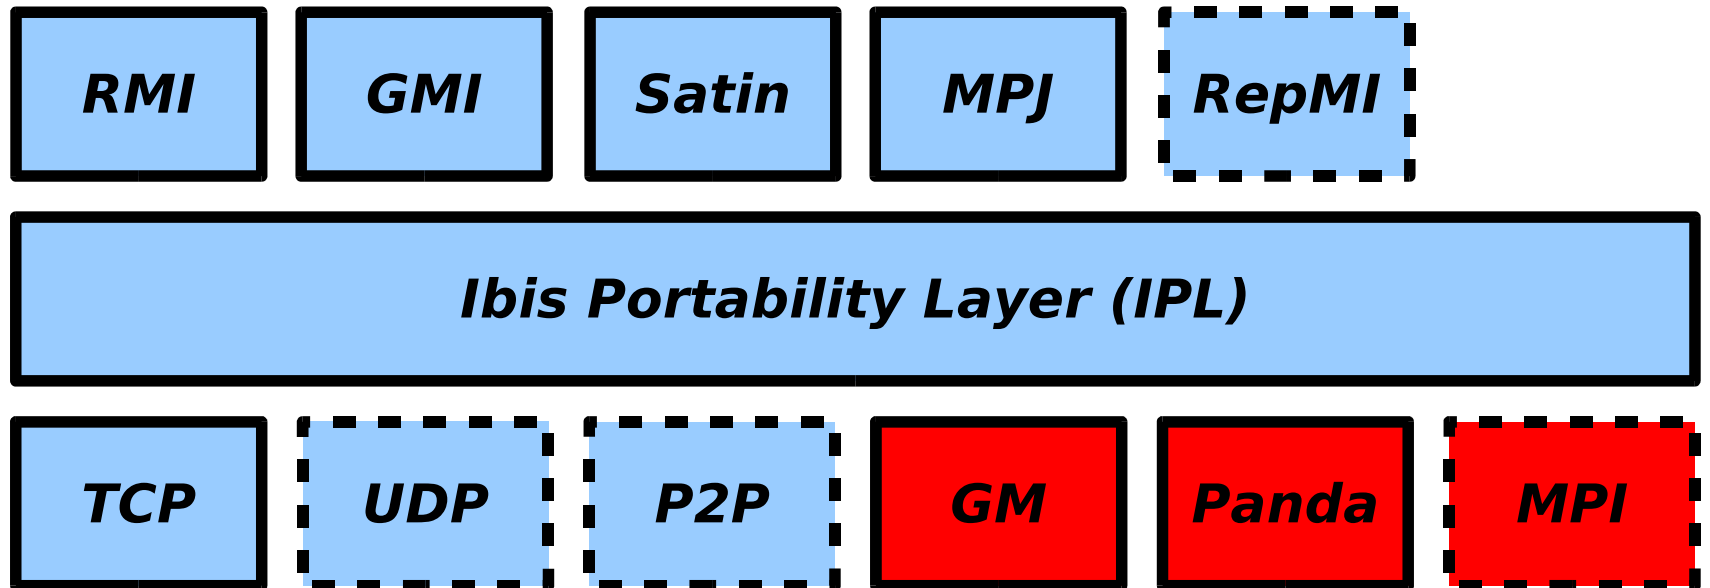 RMI GMI Satin MPJ RepMI
Ibis Portability Layer (IPL)
TCP UDP P2P GM Panda MPI